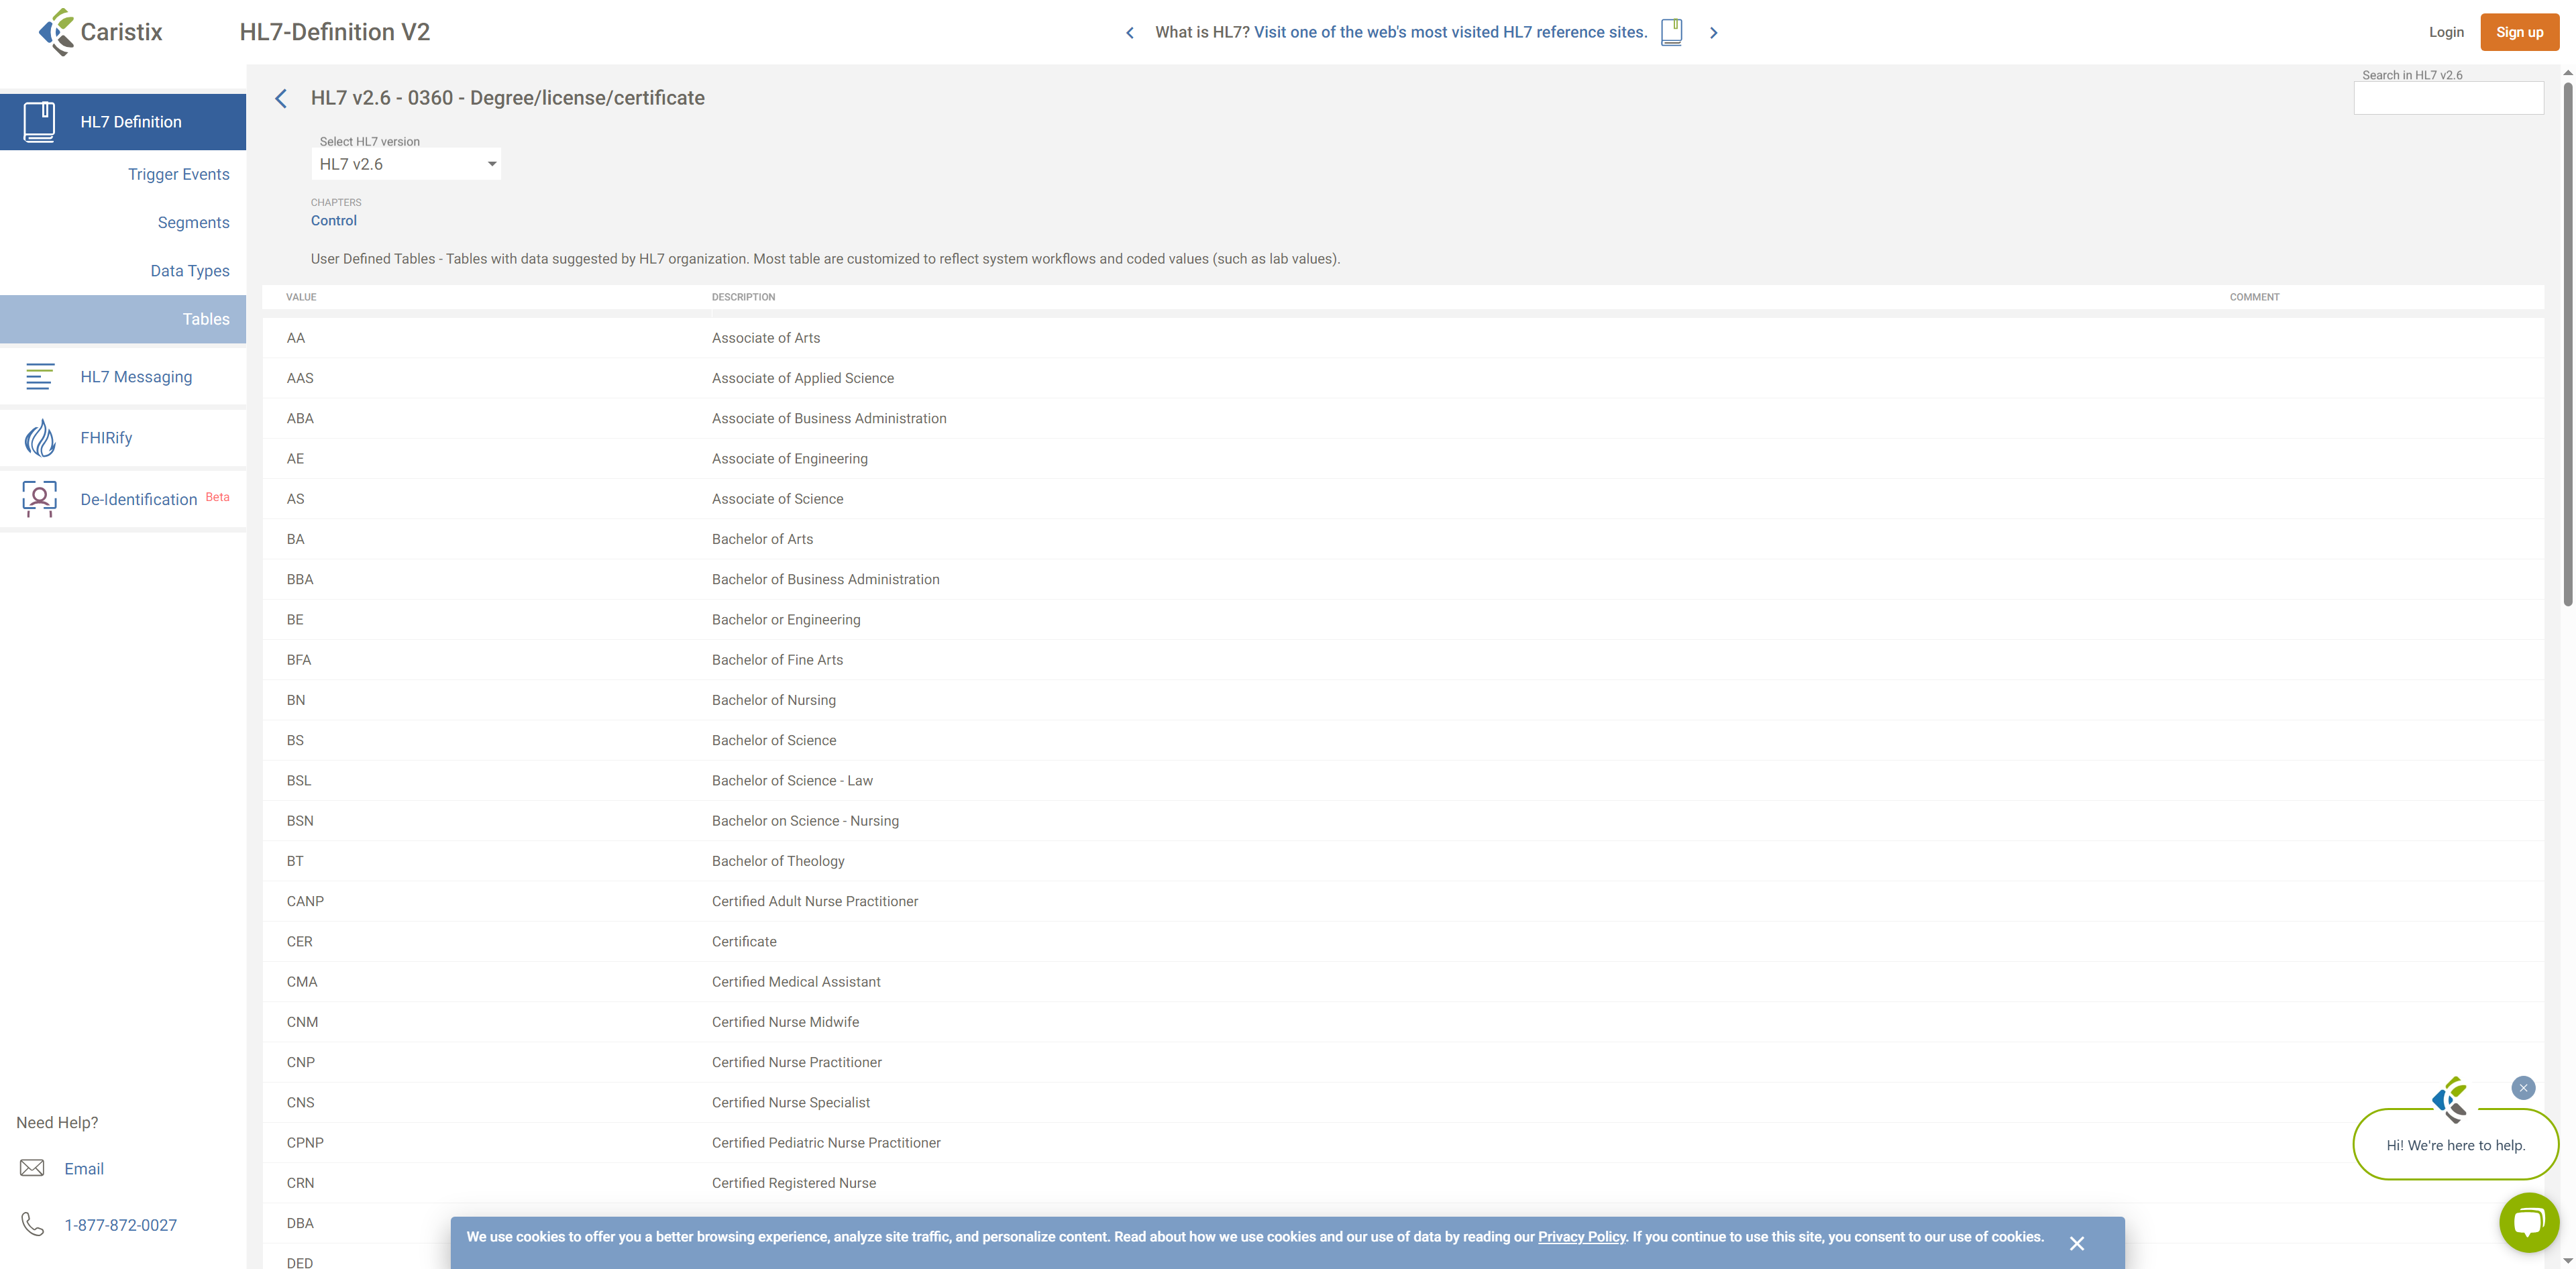 Caristix
HL7-Definition V2
What is HL7? Visit one of the web's most visited HL7 reference sites.
Login
Sign up
HL7 Definition
Trigger Events
Segments
Data Types
Tables
HL7 Messaging
FHIRify
De-Identification Beta
Need Help?
Email
1-877-872-0027
HL7 v2.6 - 0360 - Degree/license/certificate
Search in HL7 v2.6
Select HL7 version
HL7 v2.6
CHAPTERS
Control
User Defined Tables - Tables with data suggested by HL7 organization. Most table are customized to reflect system workflows and coded values (such as lab values).
VALUE DESCRIPTION COMMENT
AA Associate of Arts
AAS Associate of Applied Science
ABA Associate of Business Administration
AE Associate of Engineering
AS Associate of Science
BA Bachelor of Arts
BBA Bachelor of Business Administration
BE Bachelor or Engineering
BFA Bachelor of Fine Arts
BN Bachelor of Nursing
BS Bachelor of Science
BSL Bachelor of Science - Law
BSN Bachelor on Science - Nursing
BT Bachelor of Theology
CANP Certified Adult Nurse Practitioner
CER Certificate
CMA Certified Medical Assistant
CNM Certified Nurse Midwife
CNP Certified Nurse Practitioner
CNS Certified Nurse Specialist
CPNP Certified Pediatric Nurse Practitioner
CRN Certified Registered Nurse
DBA
DED
Hi! We're here to help.
We use cookies to offer you a better browsing experience, analyze site traffic, and personalize content. Read about how we use cookies and our use of data by reading our Privacy Policy. If you continue to use this site, you consent to our use of cookies.